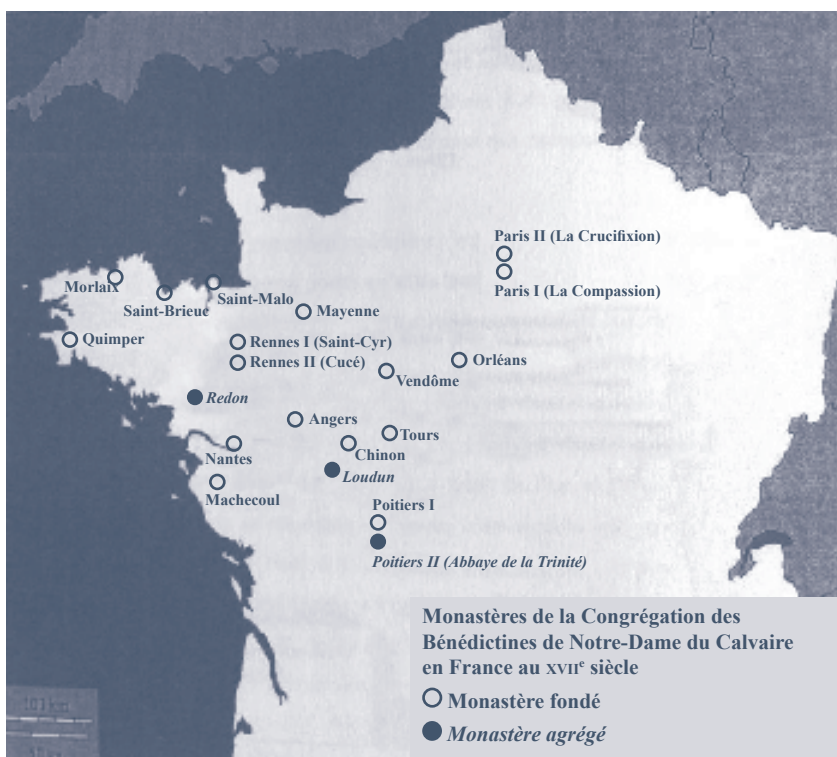 Paris II (La Crucifixion)
Paris I (La Compassion)
Morlaix
Saint-Brieuc
Saint-Malo
Mayenne
Quimper
Rennes I (Saint-Cyr)
Rennes II (Cucé)
Orléans
Vendôme
Redon
Angers
Tours
Nantes
Chinon
Loudun
Machecoul
Poitiers I
Poitiers II (Abbaye de la Trinité)
Monastères de la Congrégation des
Bénédictines de Notre-Dame du Calvaire
en France au XVIIᵉ siècle
Monastère fondé
Monastère agrégé